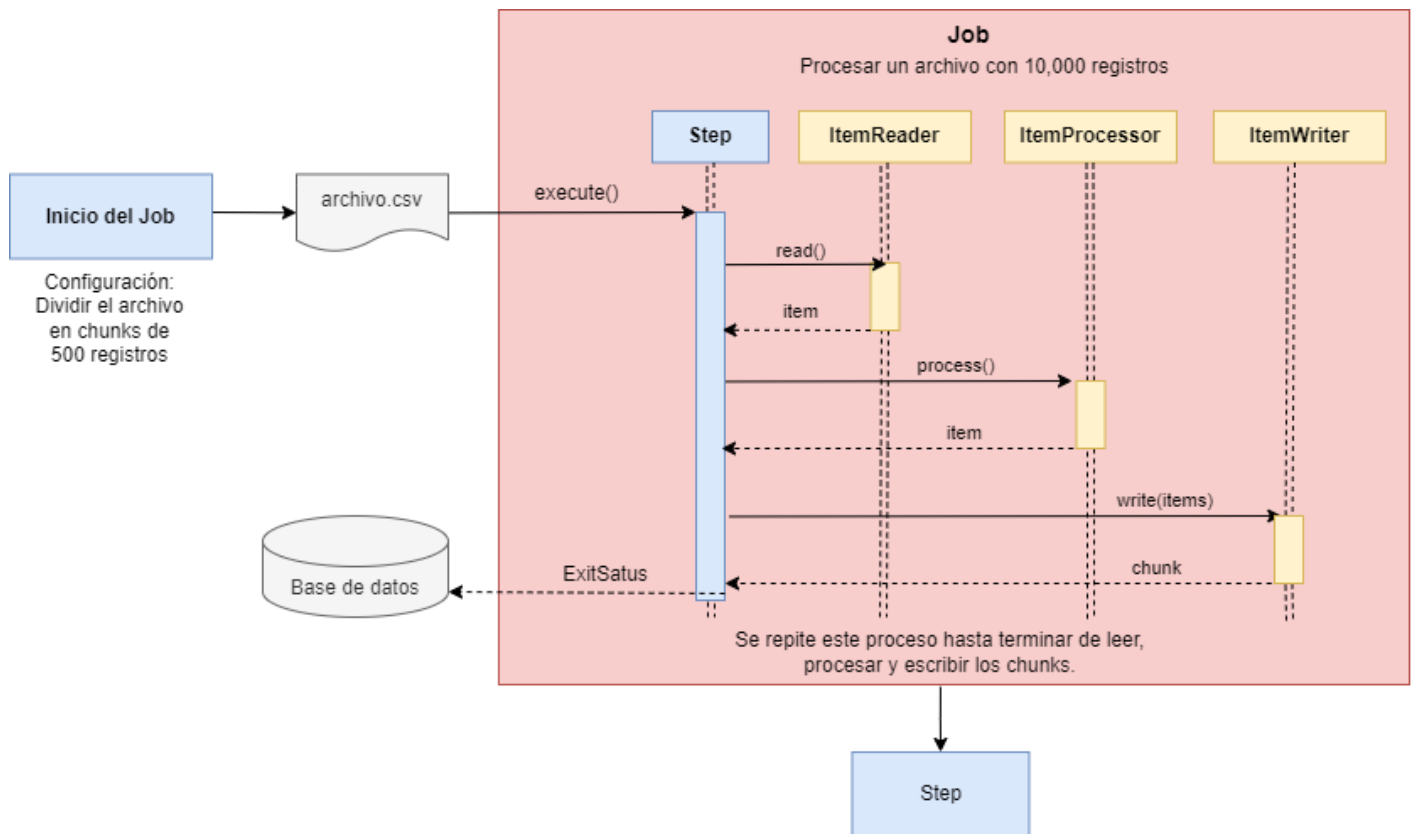 Job
Procesar un archivo con 10,000 registros
Step
ItemReader
ItemProcessor
ItemWriter
Inicio del Job
archivo.csv
execute()
Configuración:
Dividir el archivo
en chunks de
500 registros
read()
item
process()
item
write(items)
chunk
ExitSatus
Base de datos
Se repite este proceso hasta terminar de leer,
procesar y escribir los chunks.
Step